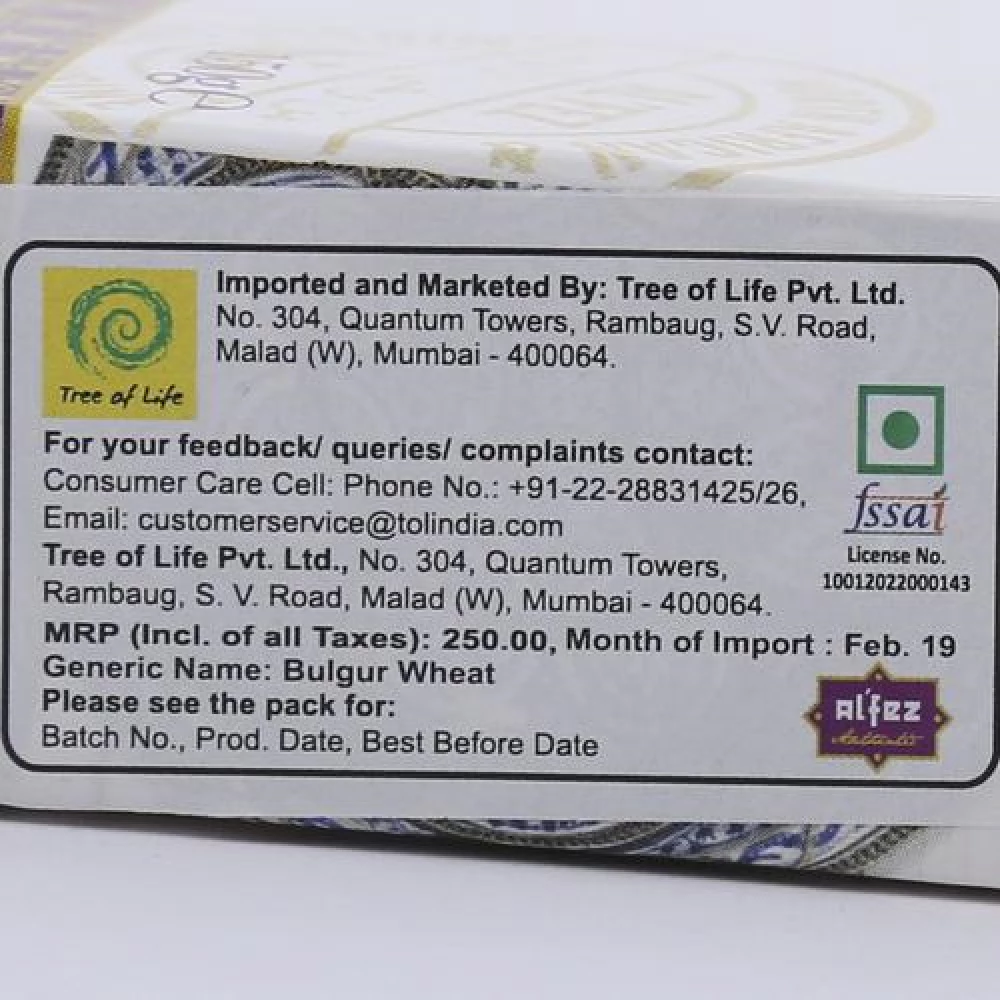 Imported and Marketed By: Tree of Life Pvt. Ltd.
No. 304, Quantum Towers, Rambaug, S.V. Road,
Malad (W), Mumbai - 400064.
Tree of Life
For your feedback/ queries/ complaints contact:
Consumer Care Cell: Phone No.: +91-22-28831425/26,
Email: customerservice@tolindia.com
Tree of Life Pvt. Ltd., No. 304, Quantum Towers,
Rambaug, S. V. Road, Malad (W), Mumbai - 400064.
fssai
License No.
10012022000143
MRP (Incl. of all Taxes): 250.00, Month of Import : Feb. 19
Generic Name: Bulgur Wheat
Please see the pack for:
Batch No., Prod. Date, Best Before Date
Al'fez
Authentic